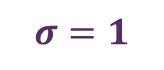 σ = 1